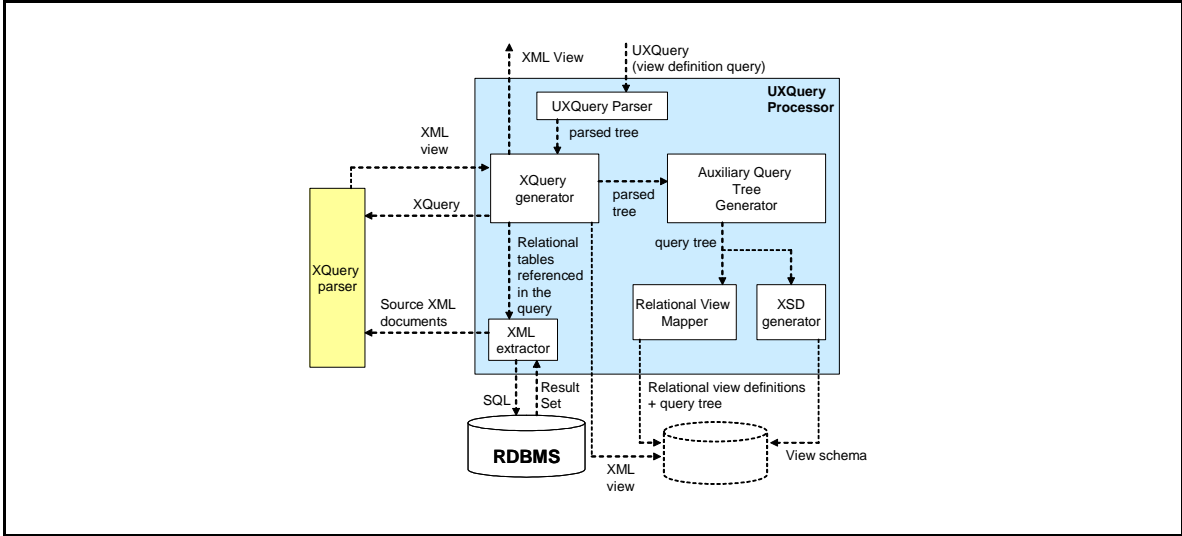 XML View
UXQuery
(view definition query)
UXQuery
Processor
UXQuery Parser
parsed tree
XML
view
XQuery
generator
parsed
tree
Auxiliary Query
Tree
Generator
XQuery
query tree
Relational
tables
referenced
in the
query
XQuery
parser
Source XML
documents
Relational View
Mapper
XSD
generator
XML
extractor
SQL
Result
Set
Relational view definitions
+ query tree
RDBMS
XML
view
View schema